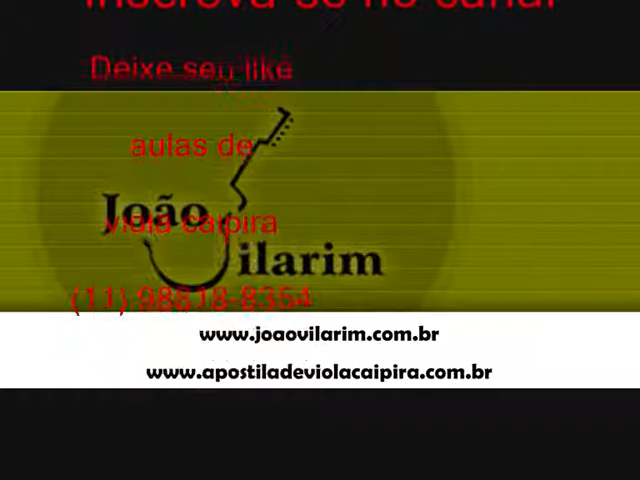 Inscreva-se no canal
Deixe seu like
aulas de
viola caipira
João
Vilarim
(11) 98818-8354
www.joaovilarim.com.br
www.apostiladeviolacaipira.com.br